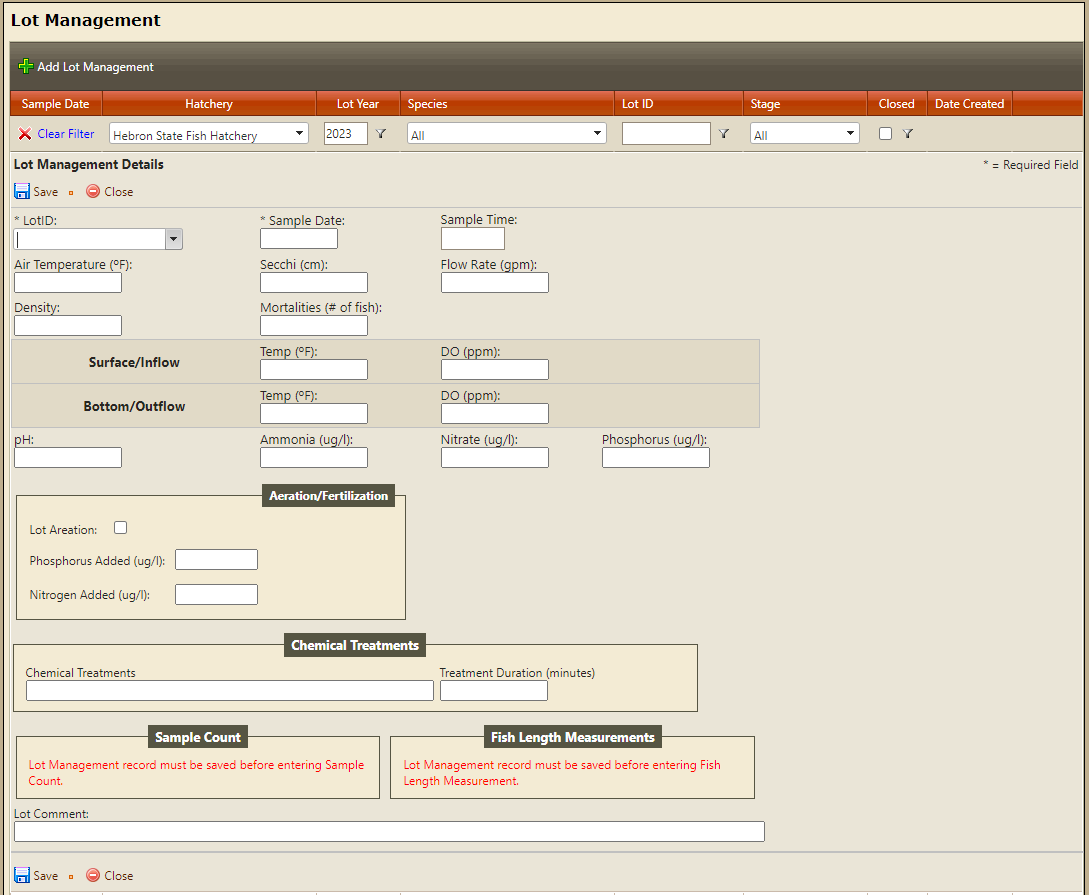 Lot Management
Add Lot Management
Sample Date Hatchery Lot Year Species Lot ID Stage Closed Date Created
Clear Filter Hebron State Fish Hatchery 2023 All All
Lot Management Details * = Required Field
Save Close
* LotID: * Sample Date: Sample Time:
Air Temperature (ºF): Secchi (cm): Flow Rate (gpm):
Density: Mortalities (# of fish):
Surface/Inflow Temp (ºF): DO (ppm):
Bottom/Outflow Temp (ºF): DO (ppm):
pH: Ammonia (ug/l): Nitrate (ug/l): Phosphorus (ug/l):
Aeration/Fertilization
Lot Areation:
Phosphorus Added (ug/l):
Nitrogen Added (ug/l):
Chemical Treatments
Chemical Treatments Treatment Duration (minutes)
Sample Count
Lot Management record must be saved before entering Sample
Count.
Fish Length Measurements
Lot Management record must be saved before entering Fish
Length Measurement.
Lot Comment:
Save Close